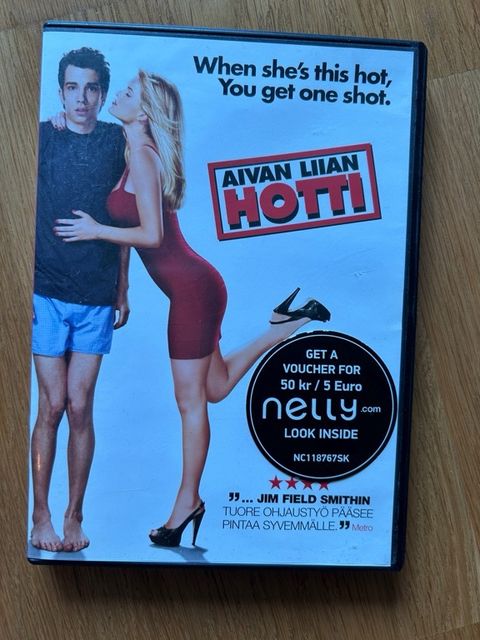 When she's this hot,
You get one shot.
AIVAN LIIAN
HOTTI
GET A
VOUCHER FOR
50 kr / 5 Euro
nelly.com
LOOK INSIDE
NC118767SK
”... JIM FIELD SMITHIN
TUORE OHJAUSTYÖ PÄÄSEE
PINTAA SYVEMMÄLLE.” Metro